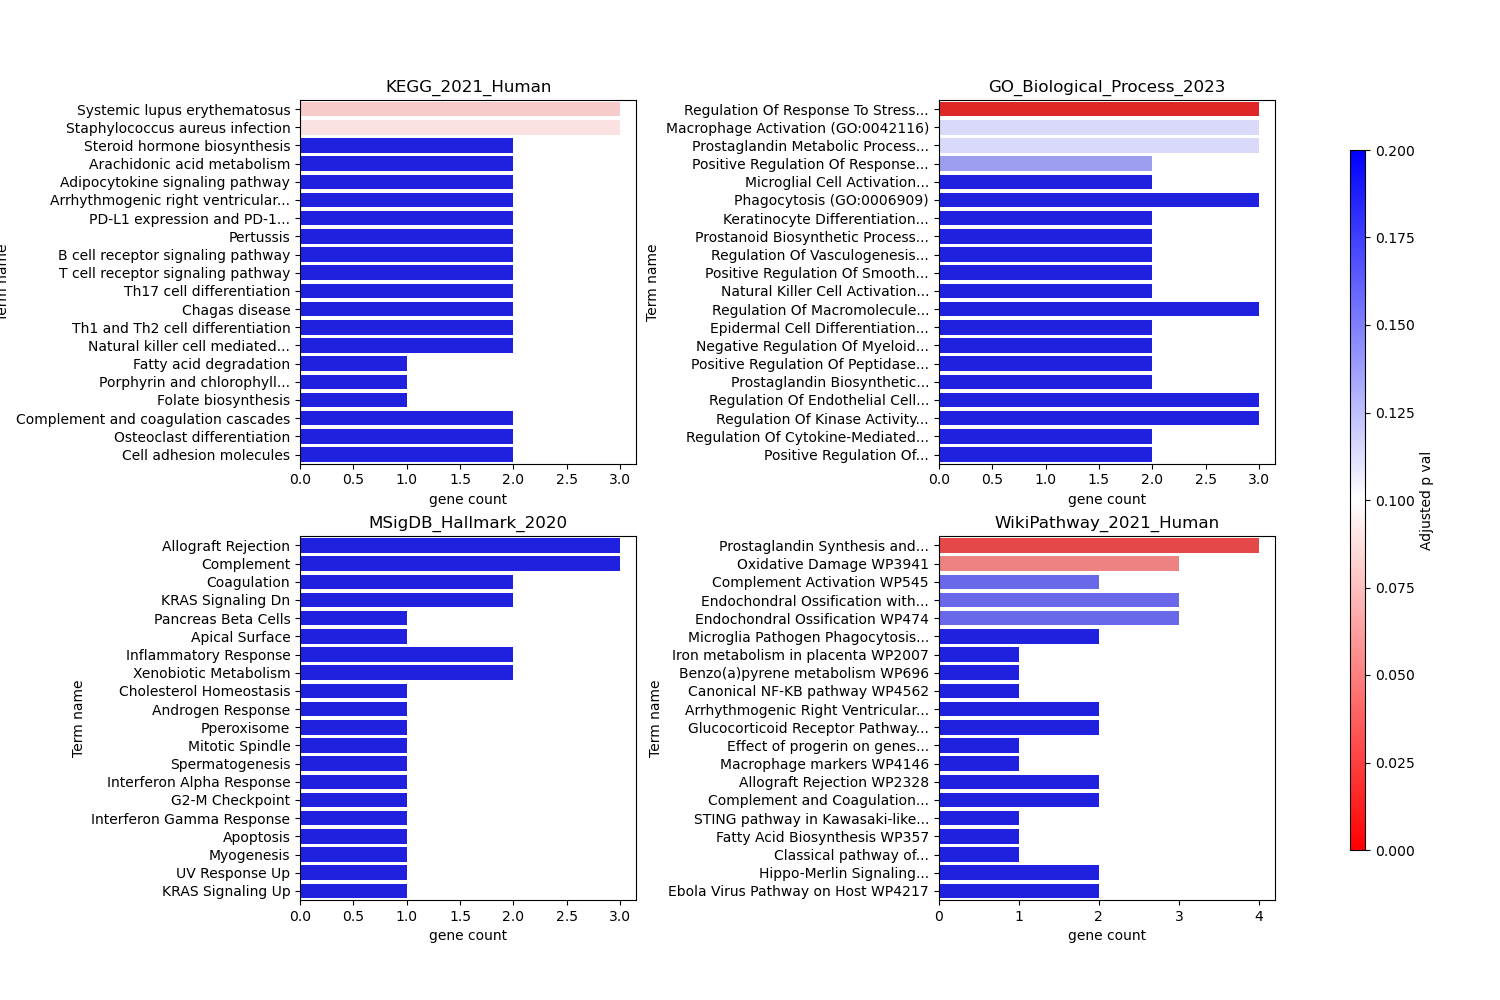 KEGG_2021_Human
Systemic lupus erythematosus
Staphylococcus aureus infection
Steroid hormone biosynthesis
Arachidonic acid metabolism
Adipocytokine signaling pathway
Arrhythmogenic right ventricular...
PD-L1 expression and PD-1...
Pertussis
B cell receptor signaling pathway
T cell receptor signaling pathway
Th17 cell differentiation
Chagas disease
Th1 and Th2 cell differentiation
Natural killer cell mediated...
Fatty acid degradation
Porphyrin and chlorophyll...
Folate biosynthesis
Complement and coagulation cascades
Osteoclast differentiation
Cell adhesion molecules
Term name
0.0 0.5 1.0 1.5 2.0 2.5 3.0
gene count
GO_Biological_Process_2023
Regulation Of Response To Stress...
Macrophage Activation (GO:0042116)
Prostaglandin Metabolic Process...
Positive Regulation Of Response...
Microglial Cell Activation...
Phagocytosis (GO:0006909)
Keratinocyte Differentiation...
Prostanoid Biosynthetic Process...
Regulation Of Vasculogenesis...
Positive Regulation Of Smooth...
Natural Killer Cell Activation...
Regulation Of Macromolecule...
Epidermal Cell Differentiation...
Negative Regulation Of Myeloid...
Positive Regulation Of Peptidase...
Prostaglandin Biosynthetic...
Regulation Of Endothelial Cell...
Regulation Of Kinase Activity...
Regulation Of Cytokine-Mediated...
Positive Regulation Of...
Term name
0.0 0.5 1.0 1.5 2.0 2.5 3.0
gene count
MSigDB_Hallmark_2020
Allograft Rejection
Complement
Coagulation
KRAS Signaling Dn
Pancreas Beta Cells
Apical Surface
Inflammatory Response
Xenobiotic Metabolism
Cholesterol Homeostasis
Androgen Response
Pperoxisome
Mitotic Spindle
Spermatogenesis
Interferon Alpha Response
G2-M Checkpoint
Interferon Gamma Response
Apoptosis
Myogenesis
UV Response Up
KRAS Signaling Up
Term name
0.0 0.5 1.0 1.5 2.0 2.5 3.0
gene count
WikiPathway_2021_Human
Prostaglandin Synthesis and...
Oxidative Damage WP3941
Complement Activation WP545
Endochondral Ossification with...
Endochondral Ossification WP474
Microglia Pathogen Phagocytosis...
Iron metabolism in placenta WP2007
Benzo(a)pyrene metabolism WP696
Canonical NF-KB pathway WP4562
Arrhythmogenic Right Ventricular...
Glucocorticoid Receptor Pathway...
Effect of progerin on genes...
Macrophage markers WP4146
Allograft Rejection WP2328
Complement and Coagulation...
STING pathway in Kawasaki-like...
Fatty Acid Biosynthesis WP357
Classical pathway of...
Hippo-Merlin Signaling...
Ebola Virus Pathway on Host WP4217
Term name
0 1 2 3 4
gene count
0.200
0.175
0.150
0.125
0.100
0.075
0.050
0.025
0.000
Adjusted p val